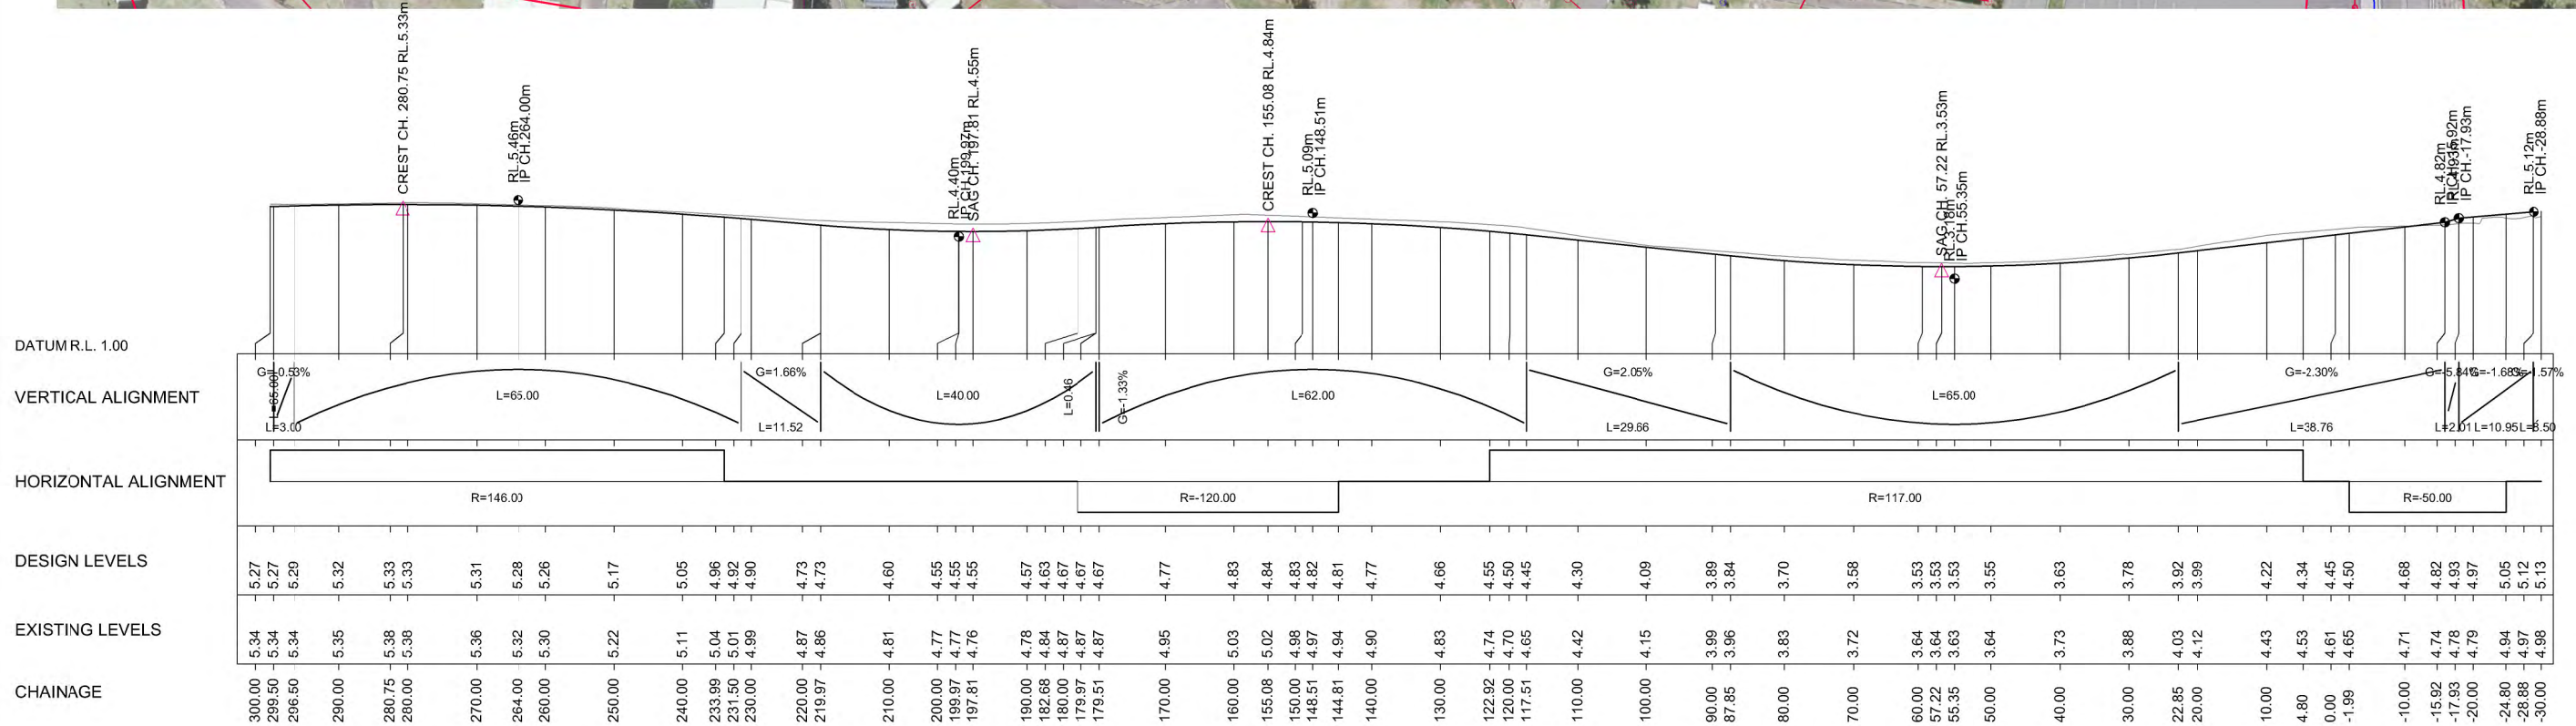 CREST CH. 280.75 RL.5.33m
RL.5.46m
IP CH.264.00m
RL.4.40m
IP CH.199.97m
SAG CH. 197.81 RL.4.55m
CREST CH. 155.08 RL.4.84m
RL.5.09m
IP CH.148.51m
SAG CH. 57.22 RL.3.53m
RL.3.18m
IP CH.55.35m
RL.4.82m
IP CH.-17.93m
RL.5.12m
IP CH.-28.88m
DATUM R.L. 1.00
VERTICAL ALIGNMENT
G=-0.53% G=1.66% G=2.05% G=-2.30% G=-5.84% G=-1.68% G=-1.57%
L=65.00 L=65.00 L=40.00 L=0.46 G=-1.33% L=62.00 L=65.00
L=3.00 L=11.52 L=29.66 L=38.76 L=2.01 L=10.95 L=8.50
HORIZONTAL ALIGNMENT
R=146.00 R=-120.00 R=117.00 R=-50.00
DESIGN LEVELS
5.27 5.27 5.29 5.32 5.33 5.33 5.31 5.28 5.26 5.17 5.05 4.96 4.92 4.90 4.73 4.73 4.60 4.55 4.55 4.55 4.57 4.63 4.67 4.67 4.67 4.77 4.83 4.84 4.83 4.82 4.81 4.77 4.66 4.55 4.50 4.45 4.30 4.09 3.89 3.84 3.70 3.58 3.53 3.53 3.53 3.55 3.63 3.78 3.92 3.99 4.22 4.34 4.45 4.50 4.68 4.82 4.93 4.97 5.05 5.12 5.13
EXISTING LEVELS
5.34 5.34 5.34 5.35 5.38 5.38 5.36 5.32 5.30 5.22 5.11 5.04 5.01 4.99 4.87 4.86 4.81 4.77 4.77 4.76 4.78 4.84 4.87 4.87 4.87 4.95 5.03 5.02 4.98 4.97 4.94 4.90 4.83 4.74 4.70 4.65 4.42 4.15 3.99 3.96 3.83 3.72 3.64 3.64 3.63 3.64 3.73 3.88 4.03 4.12 4.43 4.53 4.61 4.65 4.71 4.74 4.78 4.79 4.94 4.97 4.98
CHAINAGE
300.00 299.50 296.50 290.00 280.75 280.00 270.00 264.00 260.00 250.00 240.00 233.99 231.50 230.00 220.00 219.97 210.00 200.00 199.97 197.81 190.00 182.68 180.00 179.97 179.51 170.00 160.00 155.08 150.00 148.51 144.81 140.00 130.00 122.92 120.00 117.51 110.00 100.00 90.00 87.85 80.00 70.00 60.00 57.22 55.35 50.00 40.00 30.00 22.85 20.00 10.00 4.80 0.00 -1.99 -10.00 -15.92 -17.93 -20.00 -24.80 -28.88 -30.00